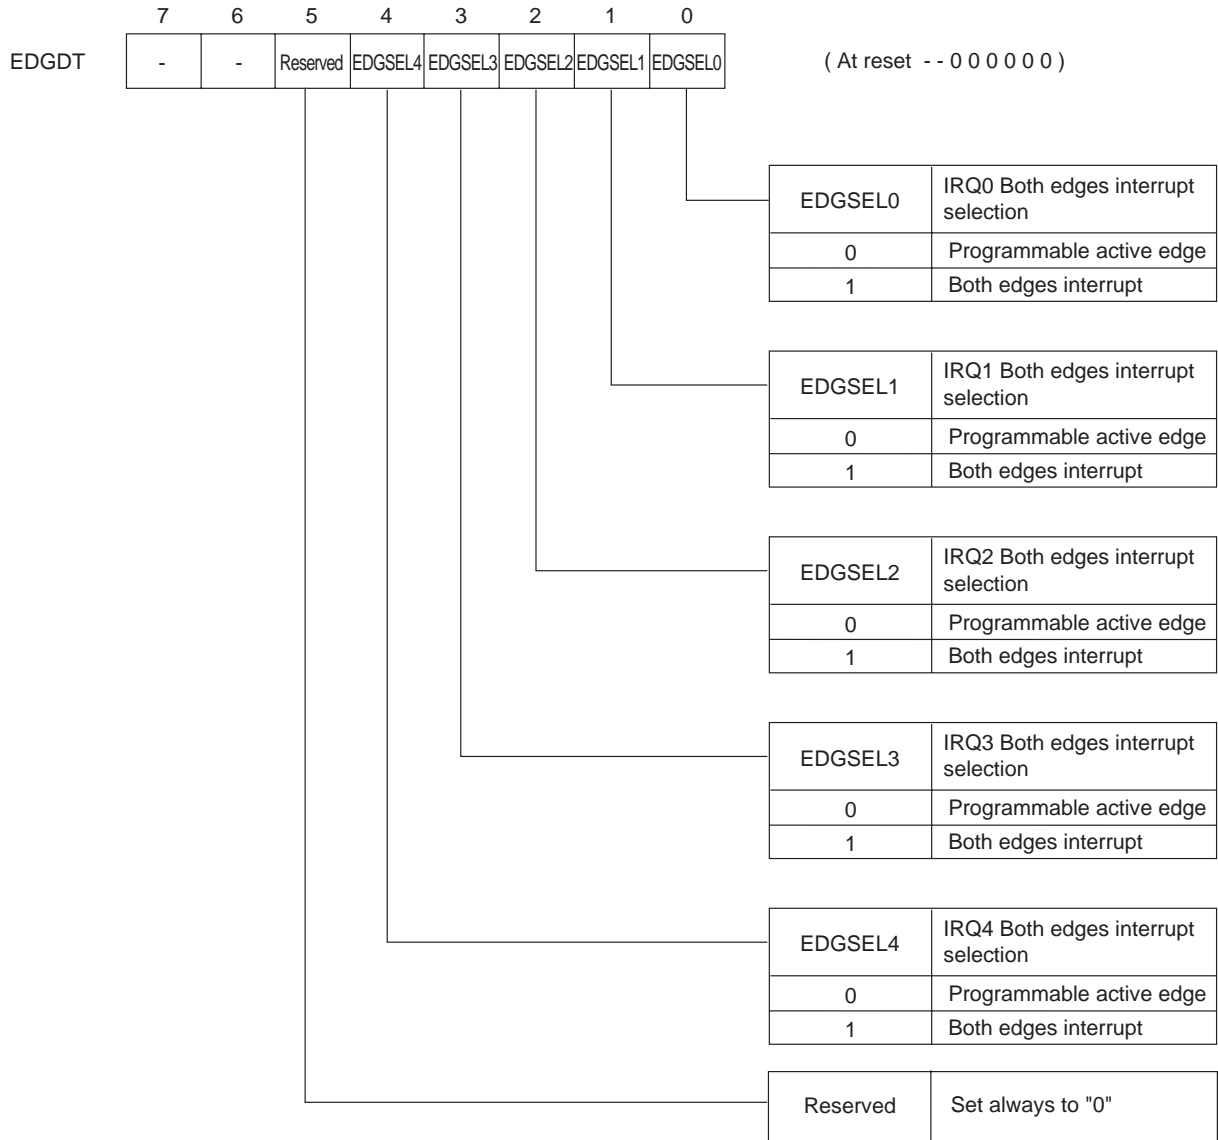 7 6 5 4 3 2 1 0
EDGDT - - Reserved EDGSEL4 EDGSEL3 EDGSEL2 EDGSEL1 EDGSEL0 ( At reset - - 0 0 0 0 0 0 )
EDGSEL0 IRQ0 Both edges interrupt
selection
0 Programmable active edge
1 Both edges interrupt
EDGSEL1 IRQ1 Both edges interrupt
selection
0 Programmable active edge
1 Both edges interrupt
EDGSEL2 IRQ2 Both edges interrupt
selection
0 Programmable active edge
1 Both edges interrupt
EDGSEL3 IRQ3 Both edges interrupt
selection
0 Programmable active edge
1 Both edges interrupt
EDGSEL4 IRQ4 Both edges interrupt
selection
0 Programmable active edge
1 Both edges interrupt
Reserved Set always to "0"